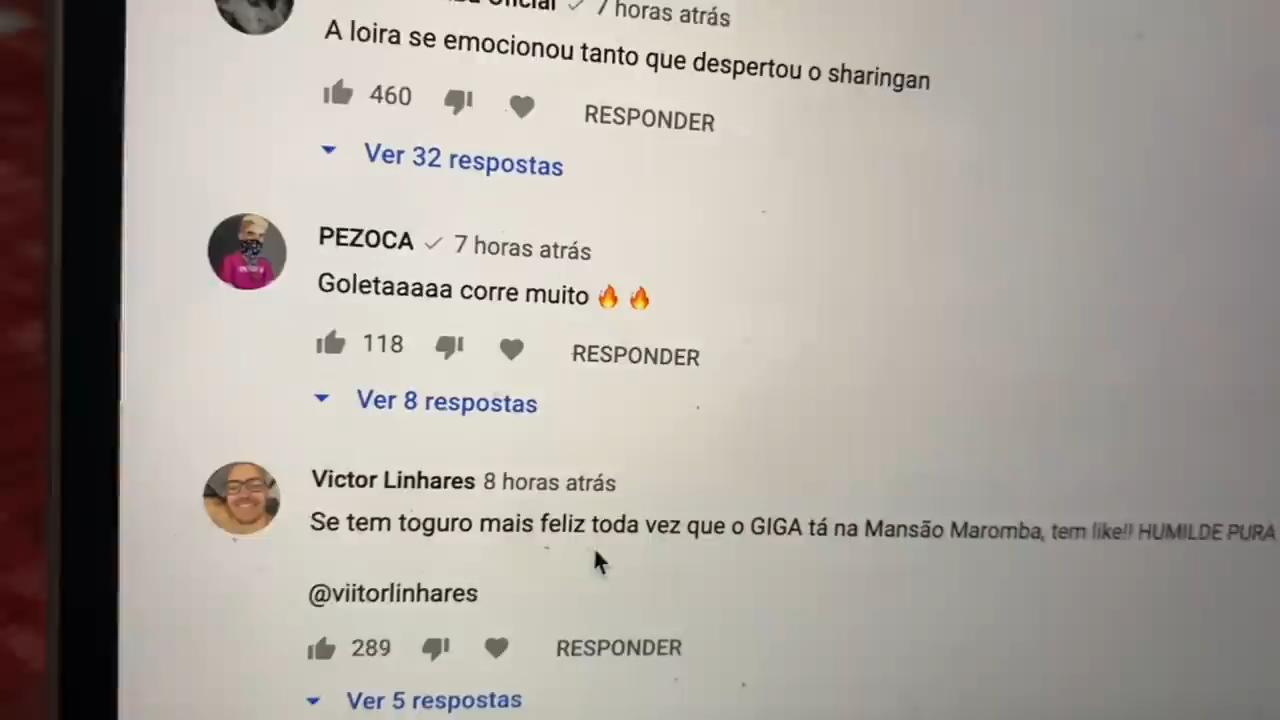 Oficial 7 horas atrás
A loira se emocionou tanto que despertou o sharingan
460 RESPONDER
Ver 32 respostas
PEZOCA 7 horas atrás
Goletaaaaa corre muito 🔥🔥
118 RESPONDER
Ver 8 respostas
Victor Linhares 8 horas atrás
Se tem toguro mais feliz toda vez que o GIGA tá na Mansão Maromba, tem like!! HUMILDE PURA
@viitorlinhares
289 RESPONDER
Ver 5 respostas